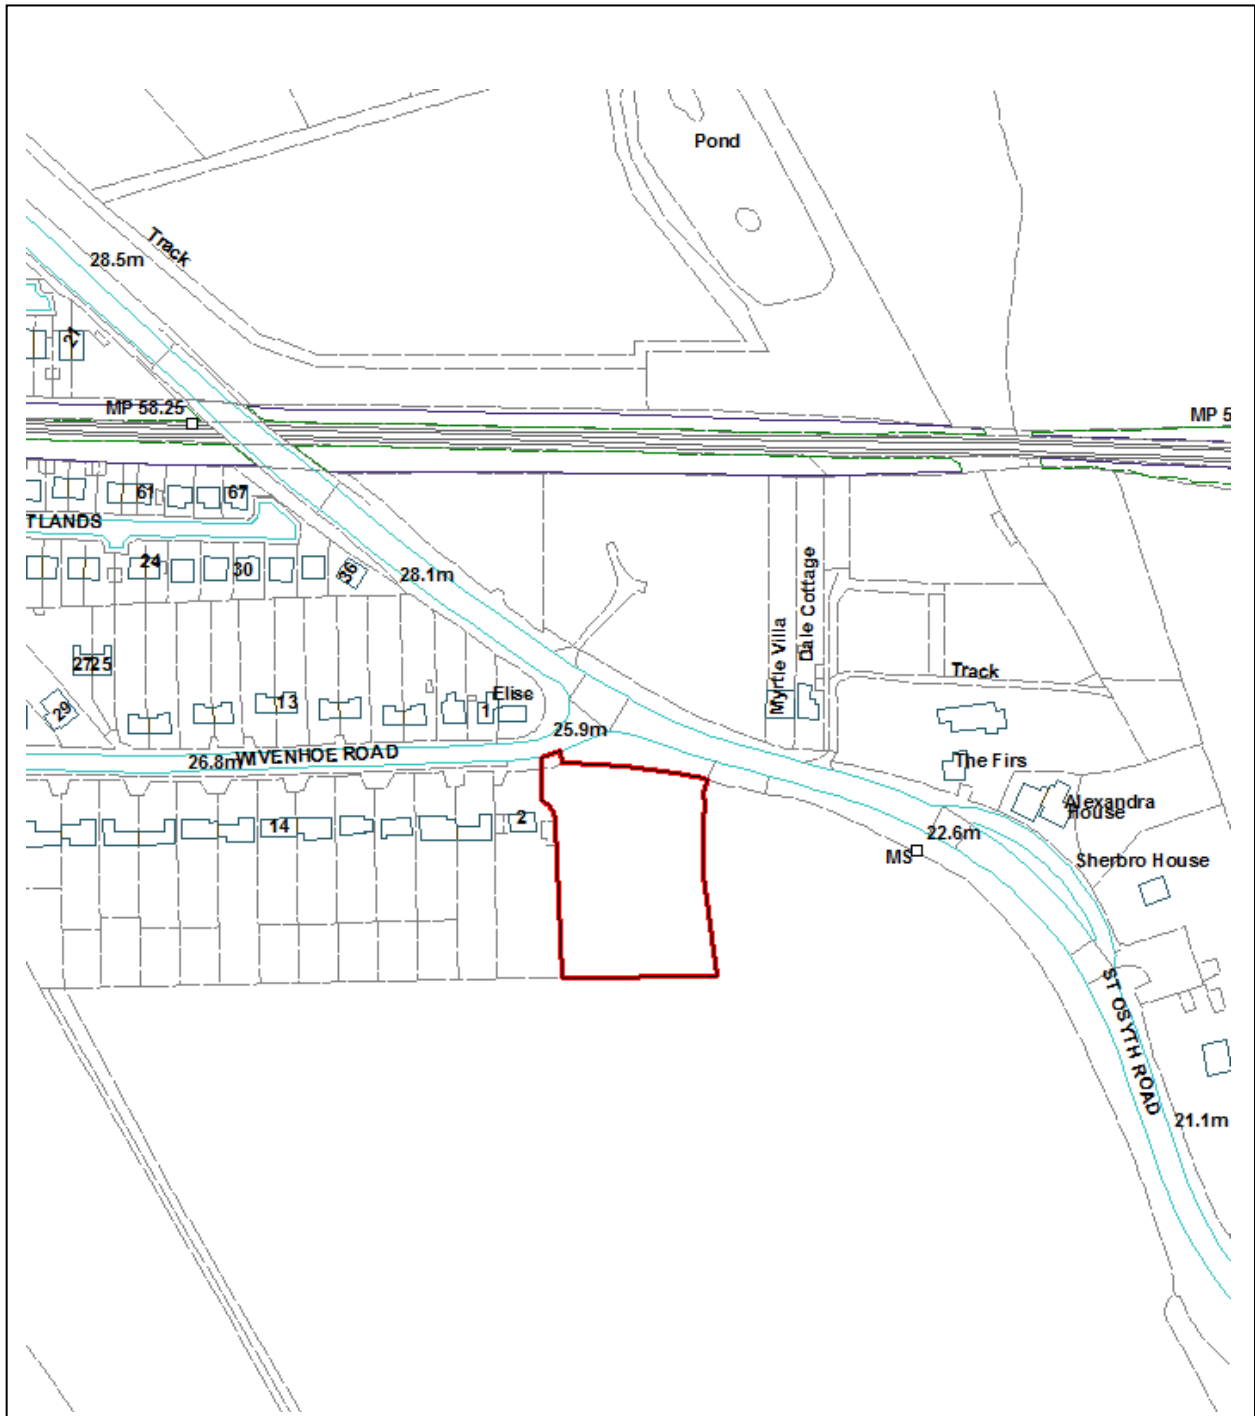 Pond
Track
28.5m
21
MP 58.25
MP 5
61
67
TLANDS
24
30
36
28.1m
Dale Cottage
Myrtle Villa
2725
Track
Elise
29
13
1
25.9m
26.8m
WIVENHOE ROAD
The Firs
Alexandra
House
14
2
22.6m
MS
Sherbro House
ST OSYTH ROAD
21.1m